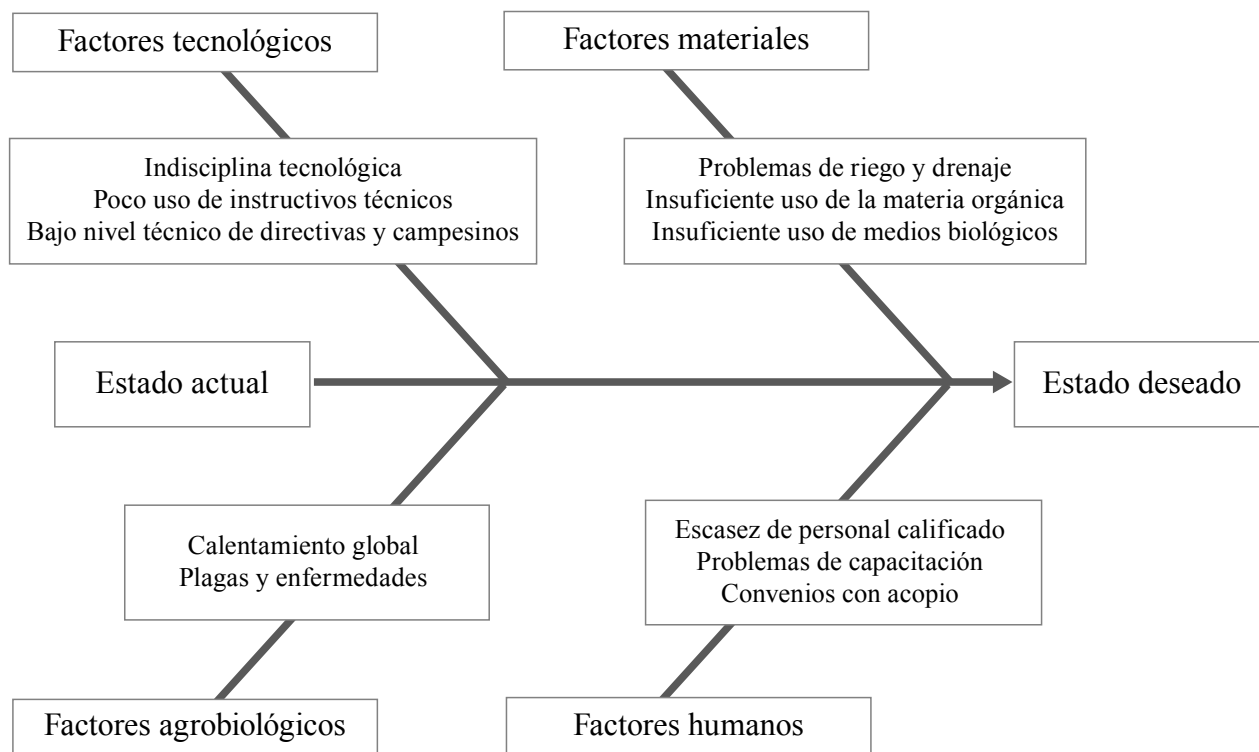 Factores tecnológicos
Factores materiales
Indisciplina tecnológica
Poco uso de instructivos técnicos
Bajo nivel técnico de directivas y campesinos
Problemas de riego y drenaje
Insuficiente uso de la materia orgánica
Insuficiente uso de medios biológicos
Estado actual
Estado deseado
Calentamiento global
Plagas y enfermedades
Escasez de personal calificado
Problemas de capacitación
Convenios con acopio
Factores agrobiológicos
Factores humanos